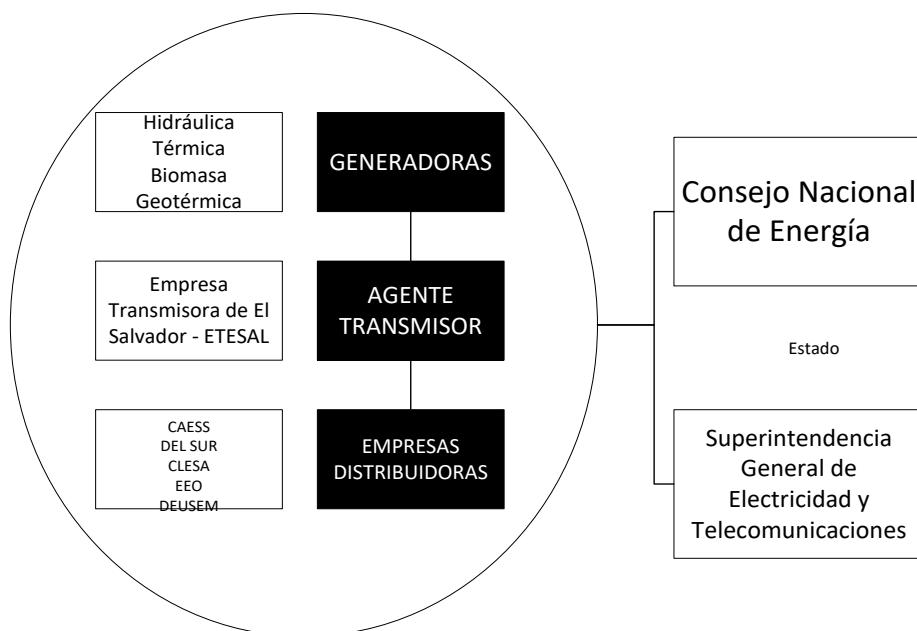 Hidráulica
Térmica
Biomasa
Geotérmica
GENERADORAS
Empresa
Transmisora de El
Salvador - ETESAL
AGENTE
TRANSMISOR
CAESS
DEL SUR
CLESA
EEO
DEUSEM
EMPRESAS
DISTRIBUIDORAS
Consejo Nacional
de Energía
Estado
Superintendencia
General de
Electricidad y
Telecomunicaciones